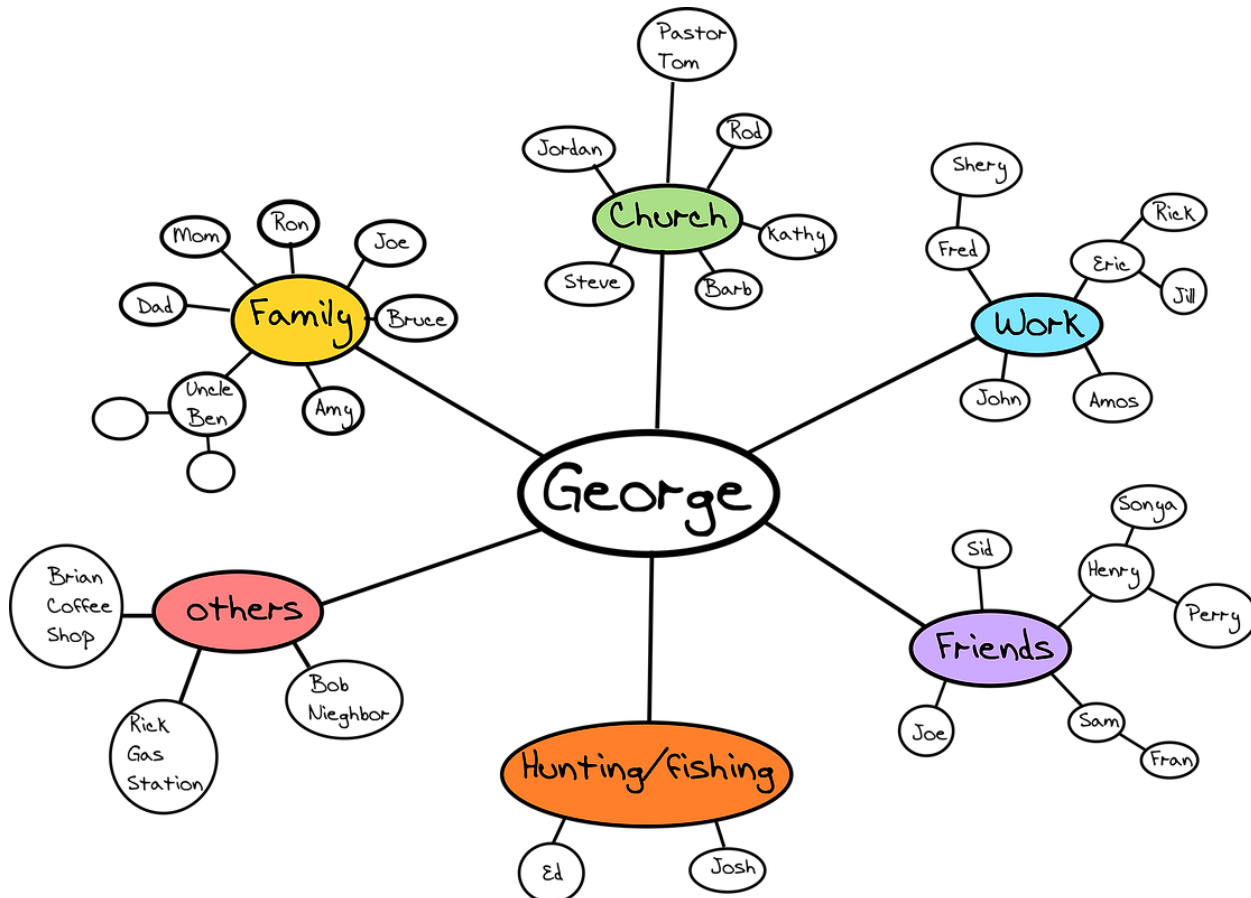 Pastor
Tom
Jordan
Rod
Church
Kathy
Steve
Barb
Shery
Rick
Fred
Eric
Jill
Work
John
Amos
Mom
Ron
Joe
Dad
Family
Bruce
Uncle
Ben
Amy
George
Sonya
Sid
Henry
Perry
Friends
Joe
Sam
Fran
Brian
Coffee
Shop
others
Bob
Nieghbor
Rick
Gas
Station
Hunting/fishing
Ed
Josh